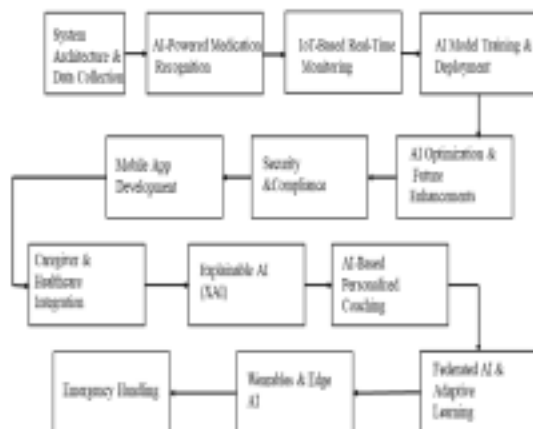 System
Architecture &
Data Collection
AI-Powered Medication
Recognition
IoT-Based Real-Time
Monitoring
AI Model Training &
Deployment
Mobile App
Development
Security
&Compliance
AI Optimization &
Future
Enhancements
Caregiver &
Healthcare
Integration
Explainable AI
(XAI)
AI-Based
Personalized
Coaching
Emergency Handling
Wearables & Edge
AI
Federated AI &
Adaptive
Learning